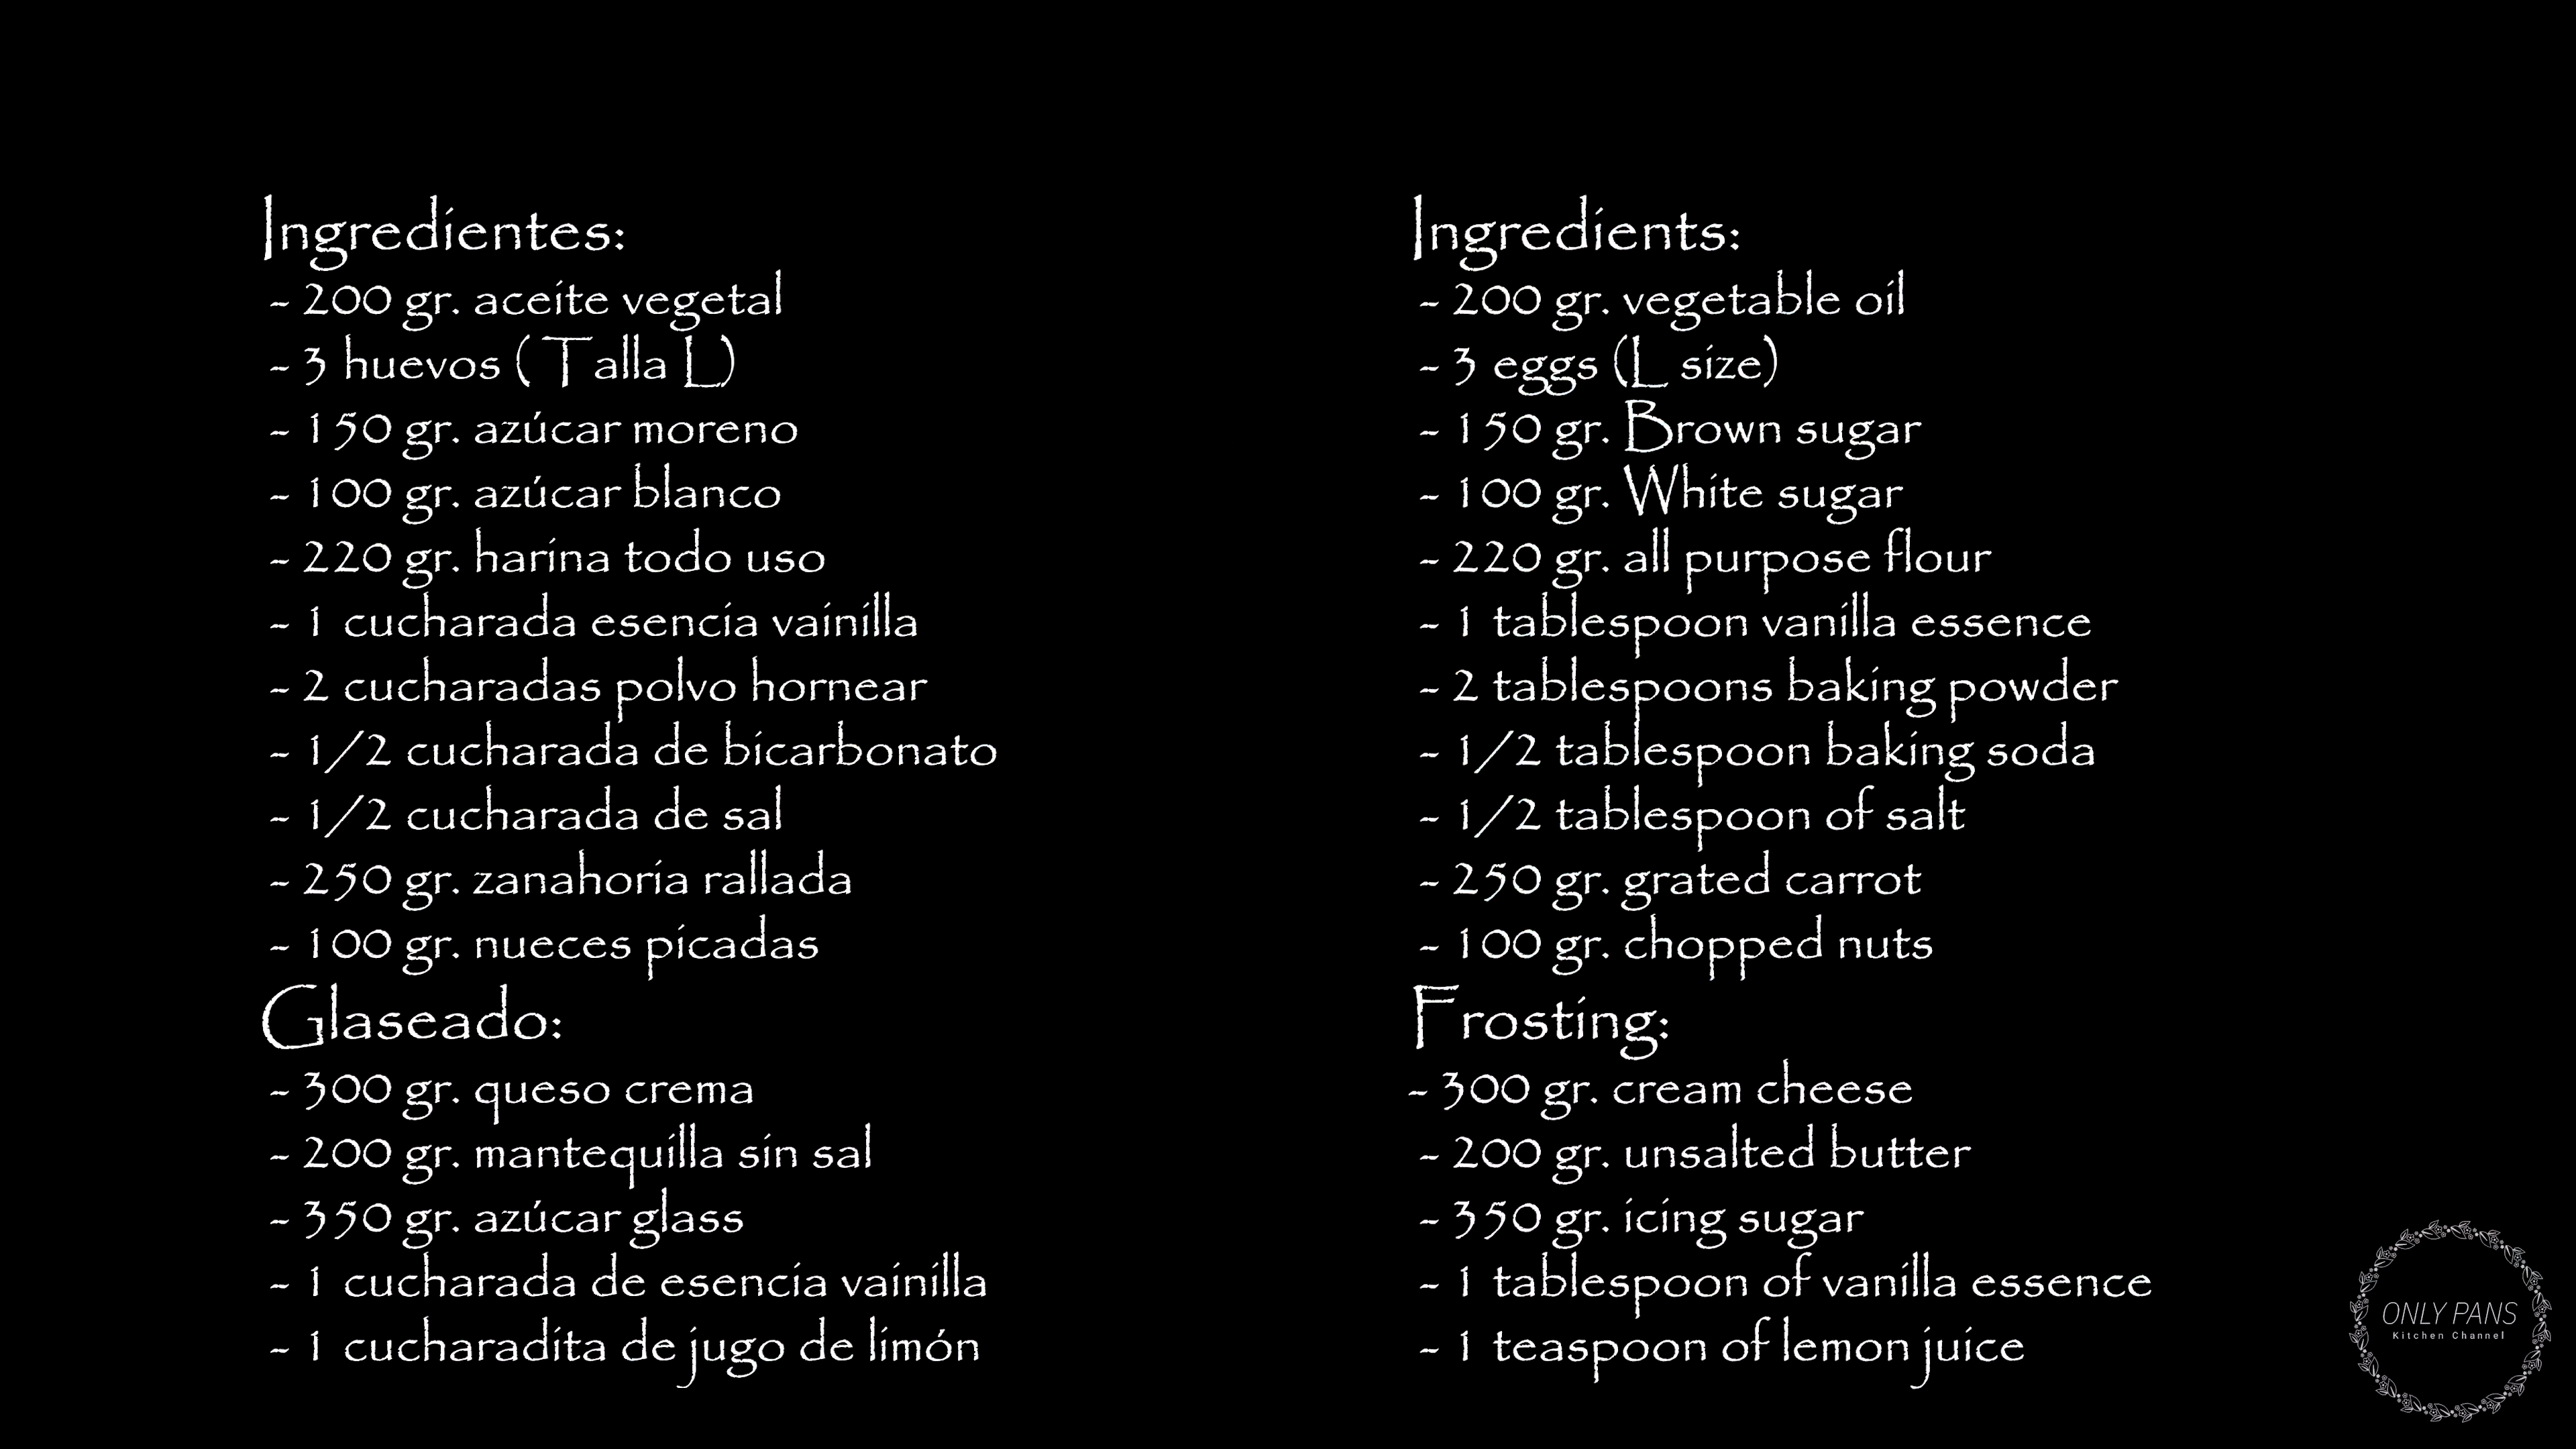 Ingredientes:
- 200 gr. aceite vegetal
- 3 huevos ( Talla L)
- 150 gr. azúcar moreno
- 100 gr. azúcar blanco
- 220 gr. harina todo uso
- 1 cucharada esencia vainilla
- 2 cucharadas polvo hornear
- 1/2 cucharada de bicarbonato
- 1/2 cucharada de sal
- 250 gr. zanahoria rallada
- 100 gr. nueces picadas
Glaseado:
- 300 gr. queso crema
- 200 gr. mantequilla sin sal
- 350 gr. azúcar glass
- 1 cucharada de esencia vainilla
- 1 cucharadita de jugo de limón
Ingredients:
- 200 gr. vegetable oil
- 3 eggs (L size)
- 150 gr. Brown sugar
- 100 gr. White sugar
- 220 gr. all purpose flour
- 1 tablespoon vanilla essence
- 2 tablespoons baking powder
- 1/2 tablespoon baking soda
- 1/2 tablespoon of salt
- 250 gr. grated carrot
- 100 gr. chopped nuts
Frosting:
- 300 gr. cream cheese
- 200 gr. unsalted butter
- 350 gr. icing sugar
- 1 tablespoon of vanilla essence
- 1 teaspoon of lemon juice
ONLY PANS
Kitchen Channel